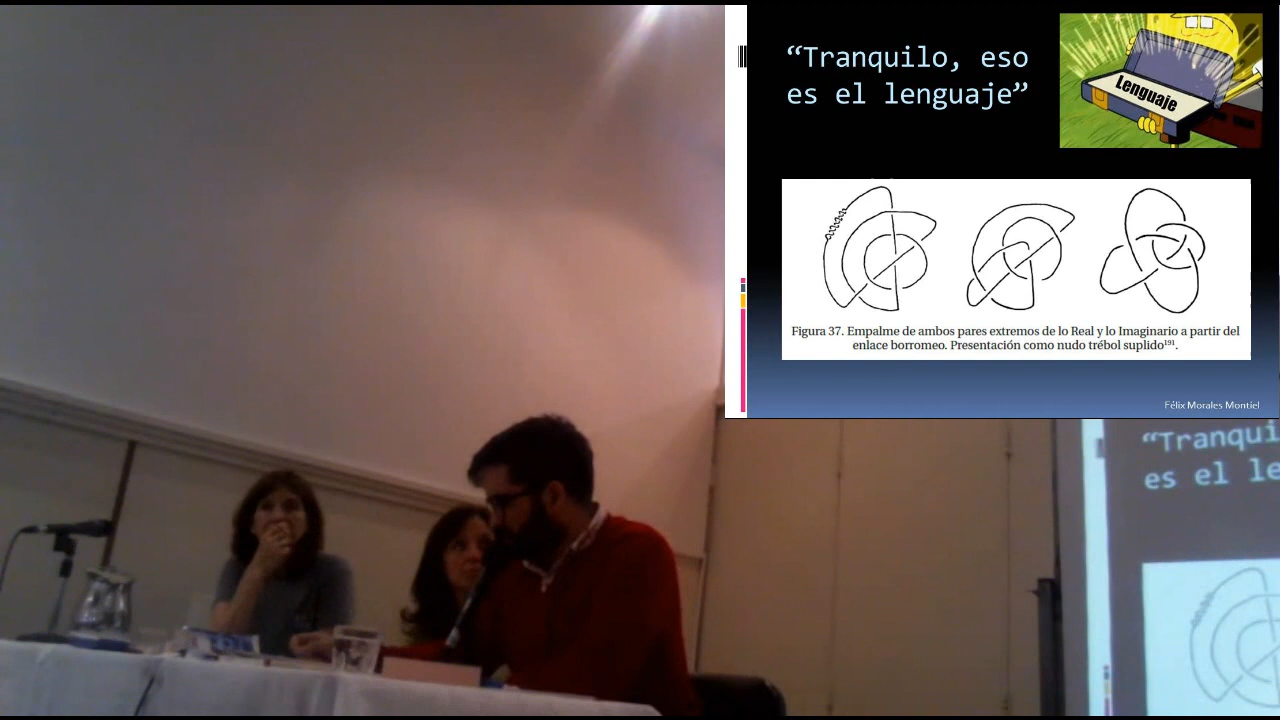 “Tranquilo, eso
es el lenguaje”
Lenguaje
Figura 37. Empalme de ambos pares extremos de lo Real y lo Imaginario a partir del
enlace borromeo. Presentación como nudo trébol suplido¹⁹¹.
Félix Morales Montiel
“Tranqui
es el le